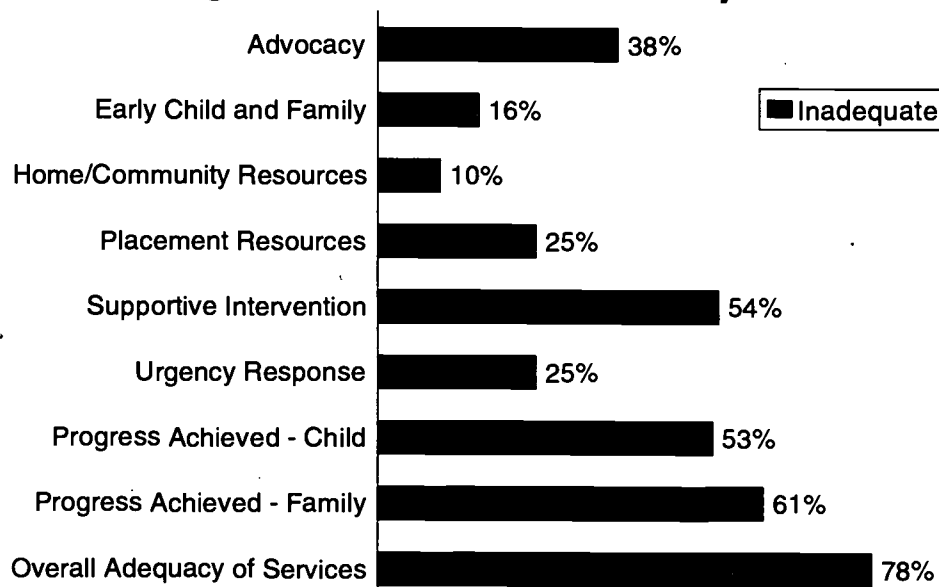 Advocacy 38%
Early Child and Family 16%
Inadequate
Home/Community Resources 10%
Placement Resources 25%
Supportive Intervention 54%
Urgency Response 25%
Progress Achieved - Child 53%
Progress Achieved - Family 61%
Overall Adequacy of Services 78%